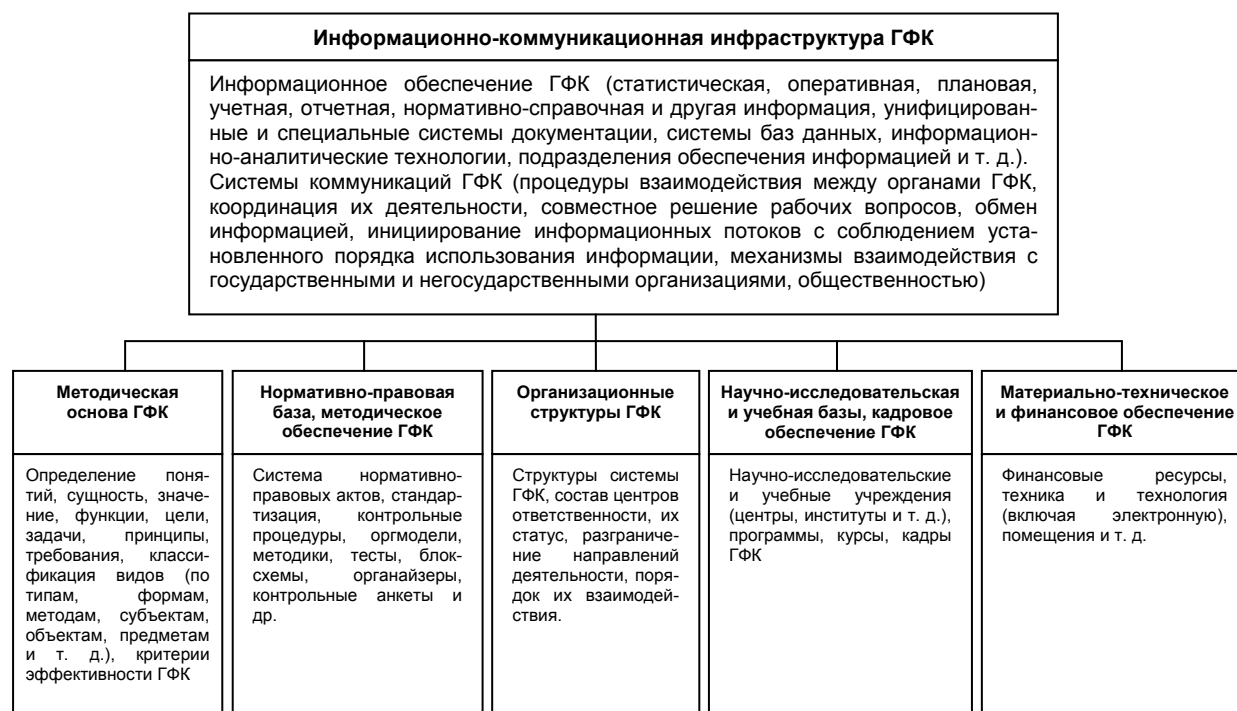 Информационно-коммуникационная инфраструктура ГФК
Информационное обеспечение ГФК (статистическая, оперативная, плановая,
учетная, отчетная, нормативно-справочная и другая информация, унифицирован-
ные и специальные системы документации, системы баз данных, информацион-
но-аналитические технологии, подразделения обеспечения информацией и т. д.).
Системы коммуникаций ГФК (процедуры взаимодействия между органами ГФК,
координация их деятельности, совместное решение рабочих вопросов, обмен
информацией, инициирование информационных потоков с соблюдением уста-
новленного порядка использования информации, механизмы взаимодействия с
государственными и негосударственными организациями, общественностью)
Методическая
основа ГФК
Определение поня-
тий, сущность, значе-
ние, функции, цели,
задачи, принципы,
требования, класси-
фикация видов (по
типам, формам,
методам, субъектам,
объектам, предметам
и т. д.), критерии
эффективности ГФК
Нормативно-правовая
база, методическое
обеспечение ГФК
Система нормативно-
правовых актов, стандар-
тизация, контрольные
процедуры, оргмодели,
методики, тесты, блок-
схемы, органайзеры,
контрольные анкеты и
др.
Организационные
структуры ГФК
Структуры системы
ГФК, состав центров
ответственности, их
статус, разграничение
направлений
деятельности, поря-
док их взаимодей-
ствия.
Научно-исследовательская
и учебная базы, кадровое
обеспечение ГФК
Научно-исследовательские
и учебные учреждения
(центры, институты и т. д.),
программы, курсы, кадры
ГФК
Материально-техническое
и финансовое обеспечение
ГФК
Финансовые ресурсы,
техника и технология
(включая электронную),
помещения и т. д.